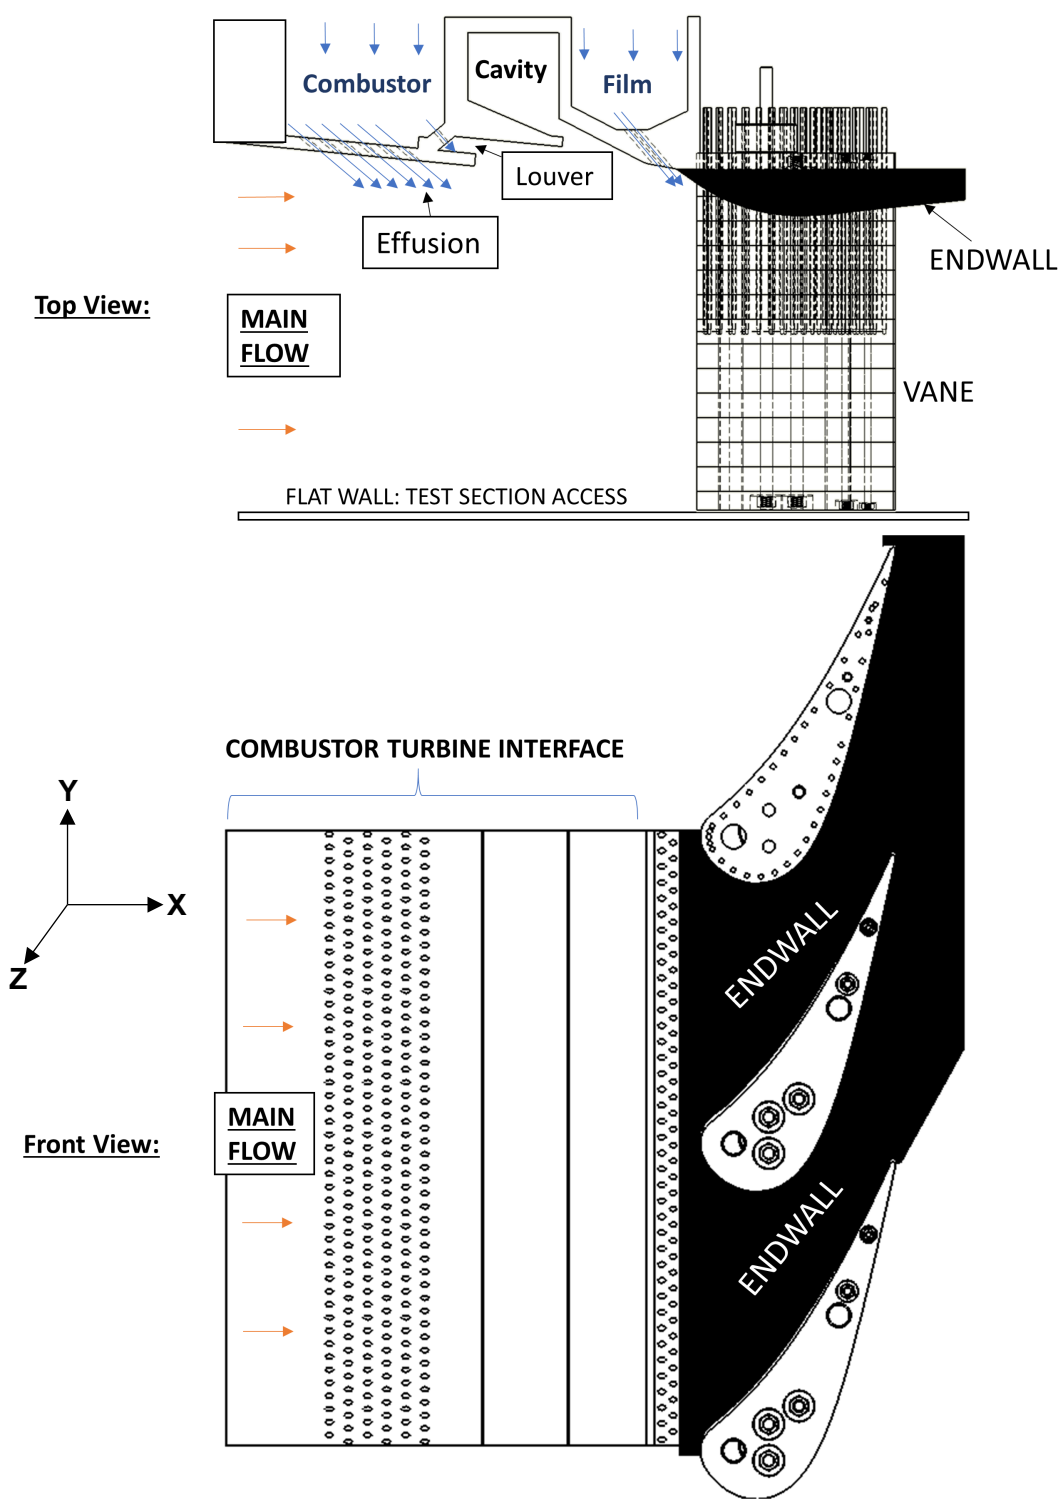 Combustor
Cavity
Film
Louver
Effusion
ENDWALL
Top View:
MAIN
FLOW
VANE
FLAT WALL: TEST SECTION ACCESS
COMBUSTOR TURBINE INTERFACE
Y
X
Z
ENDWALL
MAIN
FLOW
Front View:
ENDWALL